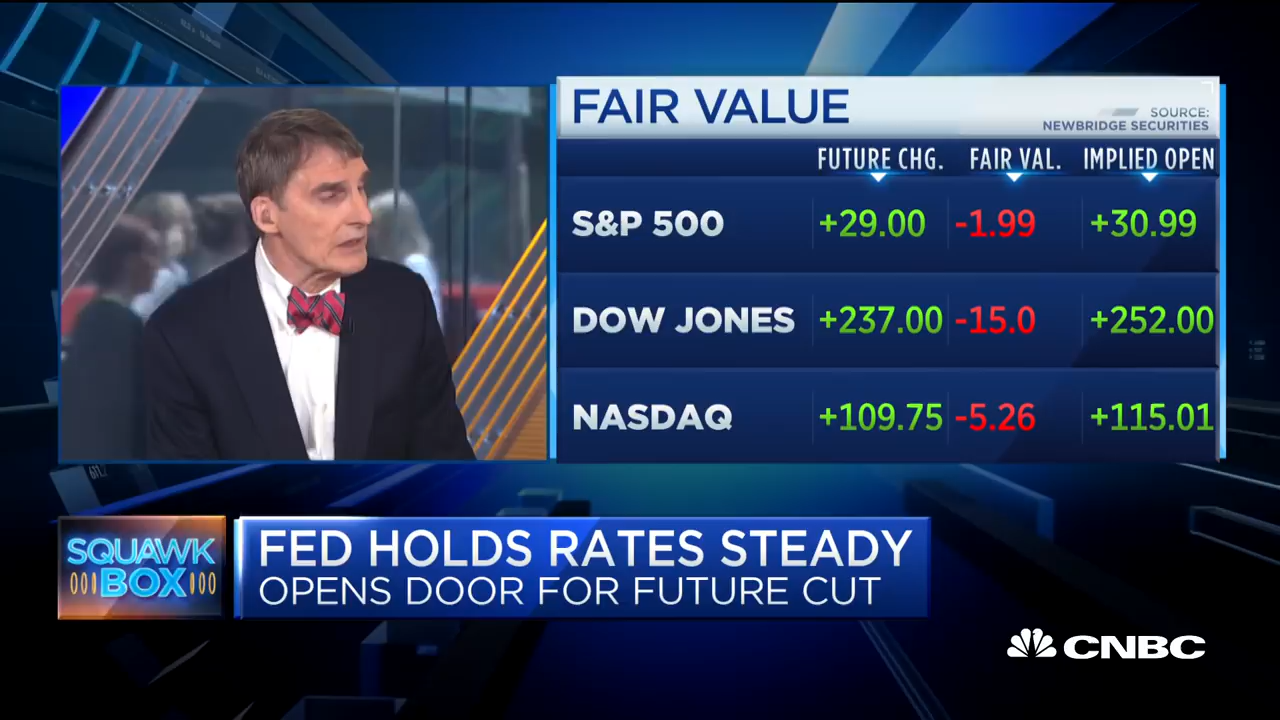 FAIR VALUE
SOURCE:
NEWBRIDGE SECURITIES
FUTURE CHG. FAIR VAL. IMPLIED OPEN
S&P 500 +29.00 -1.99 +30.99
DOW JONES +237.00 -15.0 +252.00
NASDAQ +109.75 -5.26 +115.01
SQUAWK
BOX
FED HOLDS RATES STEADY
OPENS DOOR FOR FUTURE CUT
CNBC